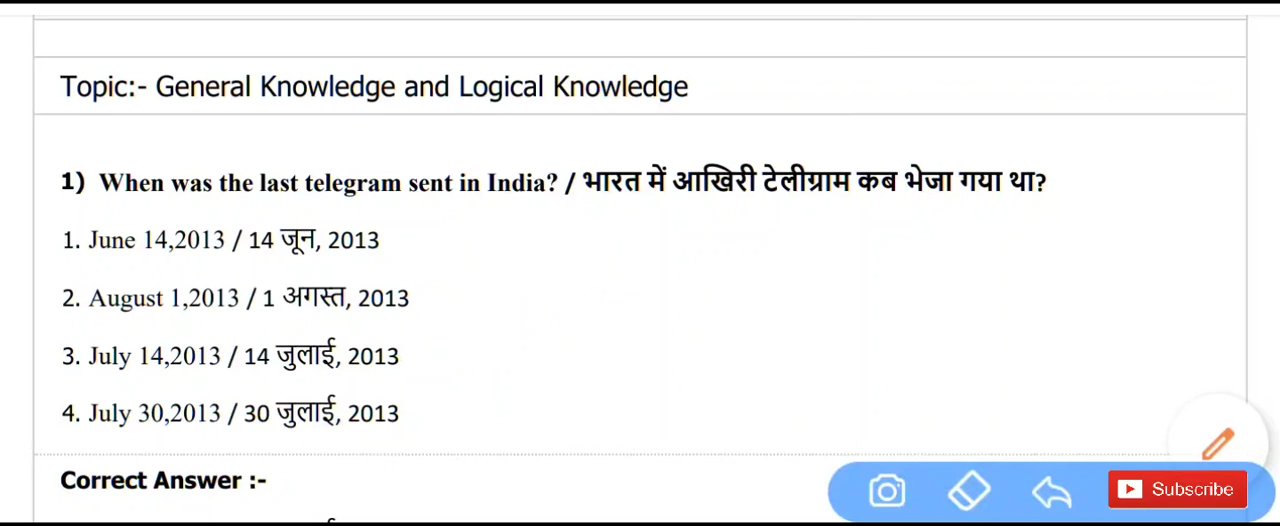 Topic:- General Knowledge and Logical Knowledge
1) When was the last telegram sent in India? / भारत में आखिरी टेलीग्राम कब भेजा गया था?
1. June 14,2013 / 14 जून, 2013
2. August 1,2013 / 1 अगस्त, 2013
3. July 14,2013 / 14 जुलाई, 2013
4. July 30,2013 / 30 जुलाई, 2013
Correct Answer :-
Subscribe